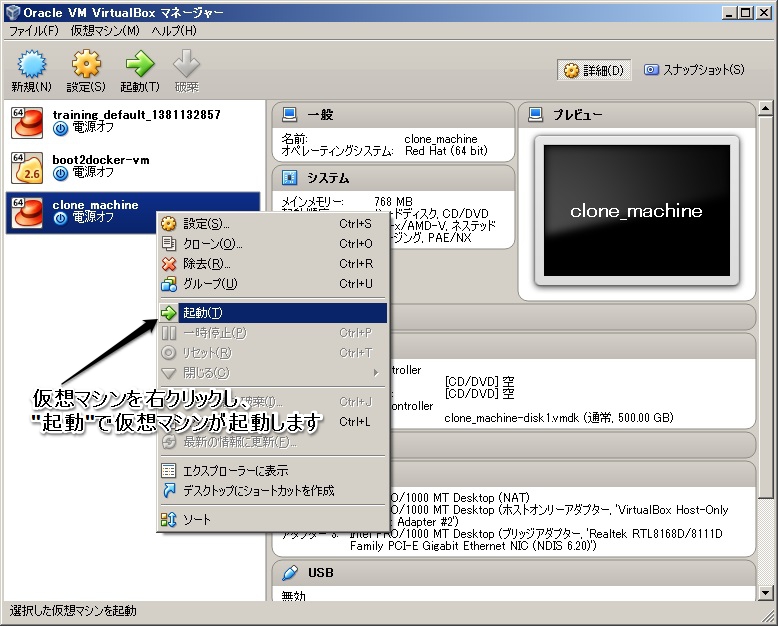 Oracle VM VirtualBox マネージャー
ファイル(F) 仮想マシン(M) ヘルプ(H)
新規(N) 設定(S) 起動(T) 破棄
詳細(D) スナップショット(S)
64 training_default_1381132857
電源オフ
64 2.6 boot2docker-vm
電源オフ
64 clone_machine
電源オフ
一般
名前: clone_machine
オペレーティングシステム: Red Hat (64 bit)
システム
メインメモリー: 768 MB
ードディスク, CD/DVD
-x/AMD-V, ネステッド
ジング, PAE/NX
プレビュー
clone_machine
設定(S)... Ctrl+S
クローン(O)... Ctrl+O
除去(R)... Ctrl+R
グループ(U) Ctrl+U
起動(T)
一時停止(P) Ctrl+P
リセット(R) Ctrl+T
閉じる(C)
破棄(J)... Ctrl+J
Ctrl+L
最新の情報に更新(F)...
エクスプローラーに表示
デスクトップにショートカットを作成
ソート
仮想マシンを右クリックし、
"起動"で仮想マシンが起動します
roller
[CD/DVD] 空
[CD/DVD] 空
ontroller
clone_machine-disk1.vmdk (通常, 500.00 GB)
RO/1000 MT Desktop (NAT)
RO/1000 MT Desktop (ホストオンリーアダプター, 'VirtualBox Host-Only
Adapter #2')
アダプター 3: Intel PRO/1000 MT Desktop (ブリッジアダプター, 'Realtek RTL8168D/8111D
Family PCI-E Gigabit Ethernet NIC (NDIS 6.20)')
USB
無効
選択した仮想マシンを起動